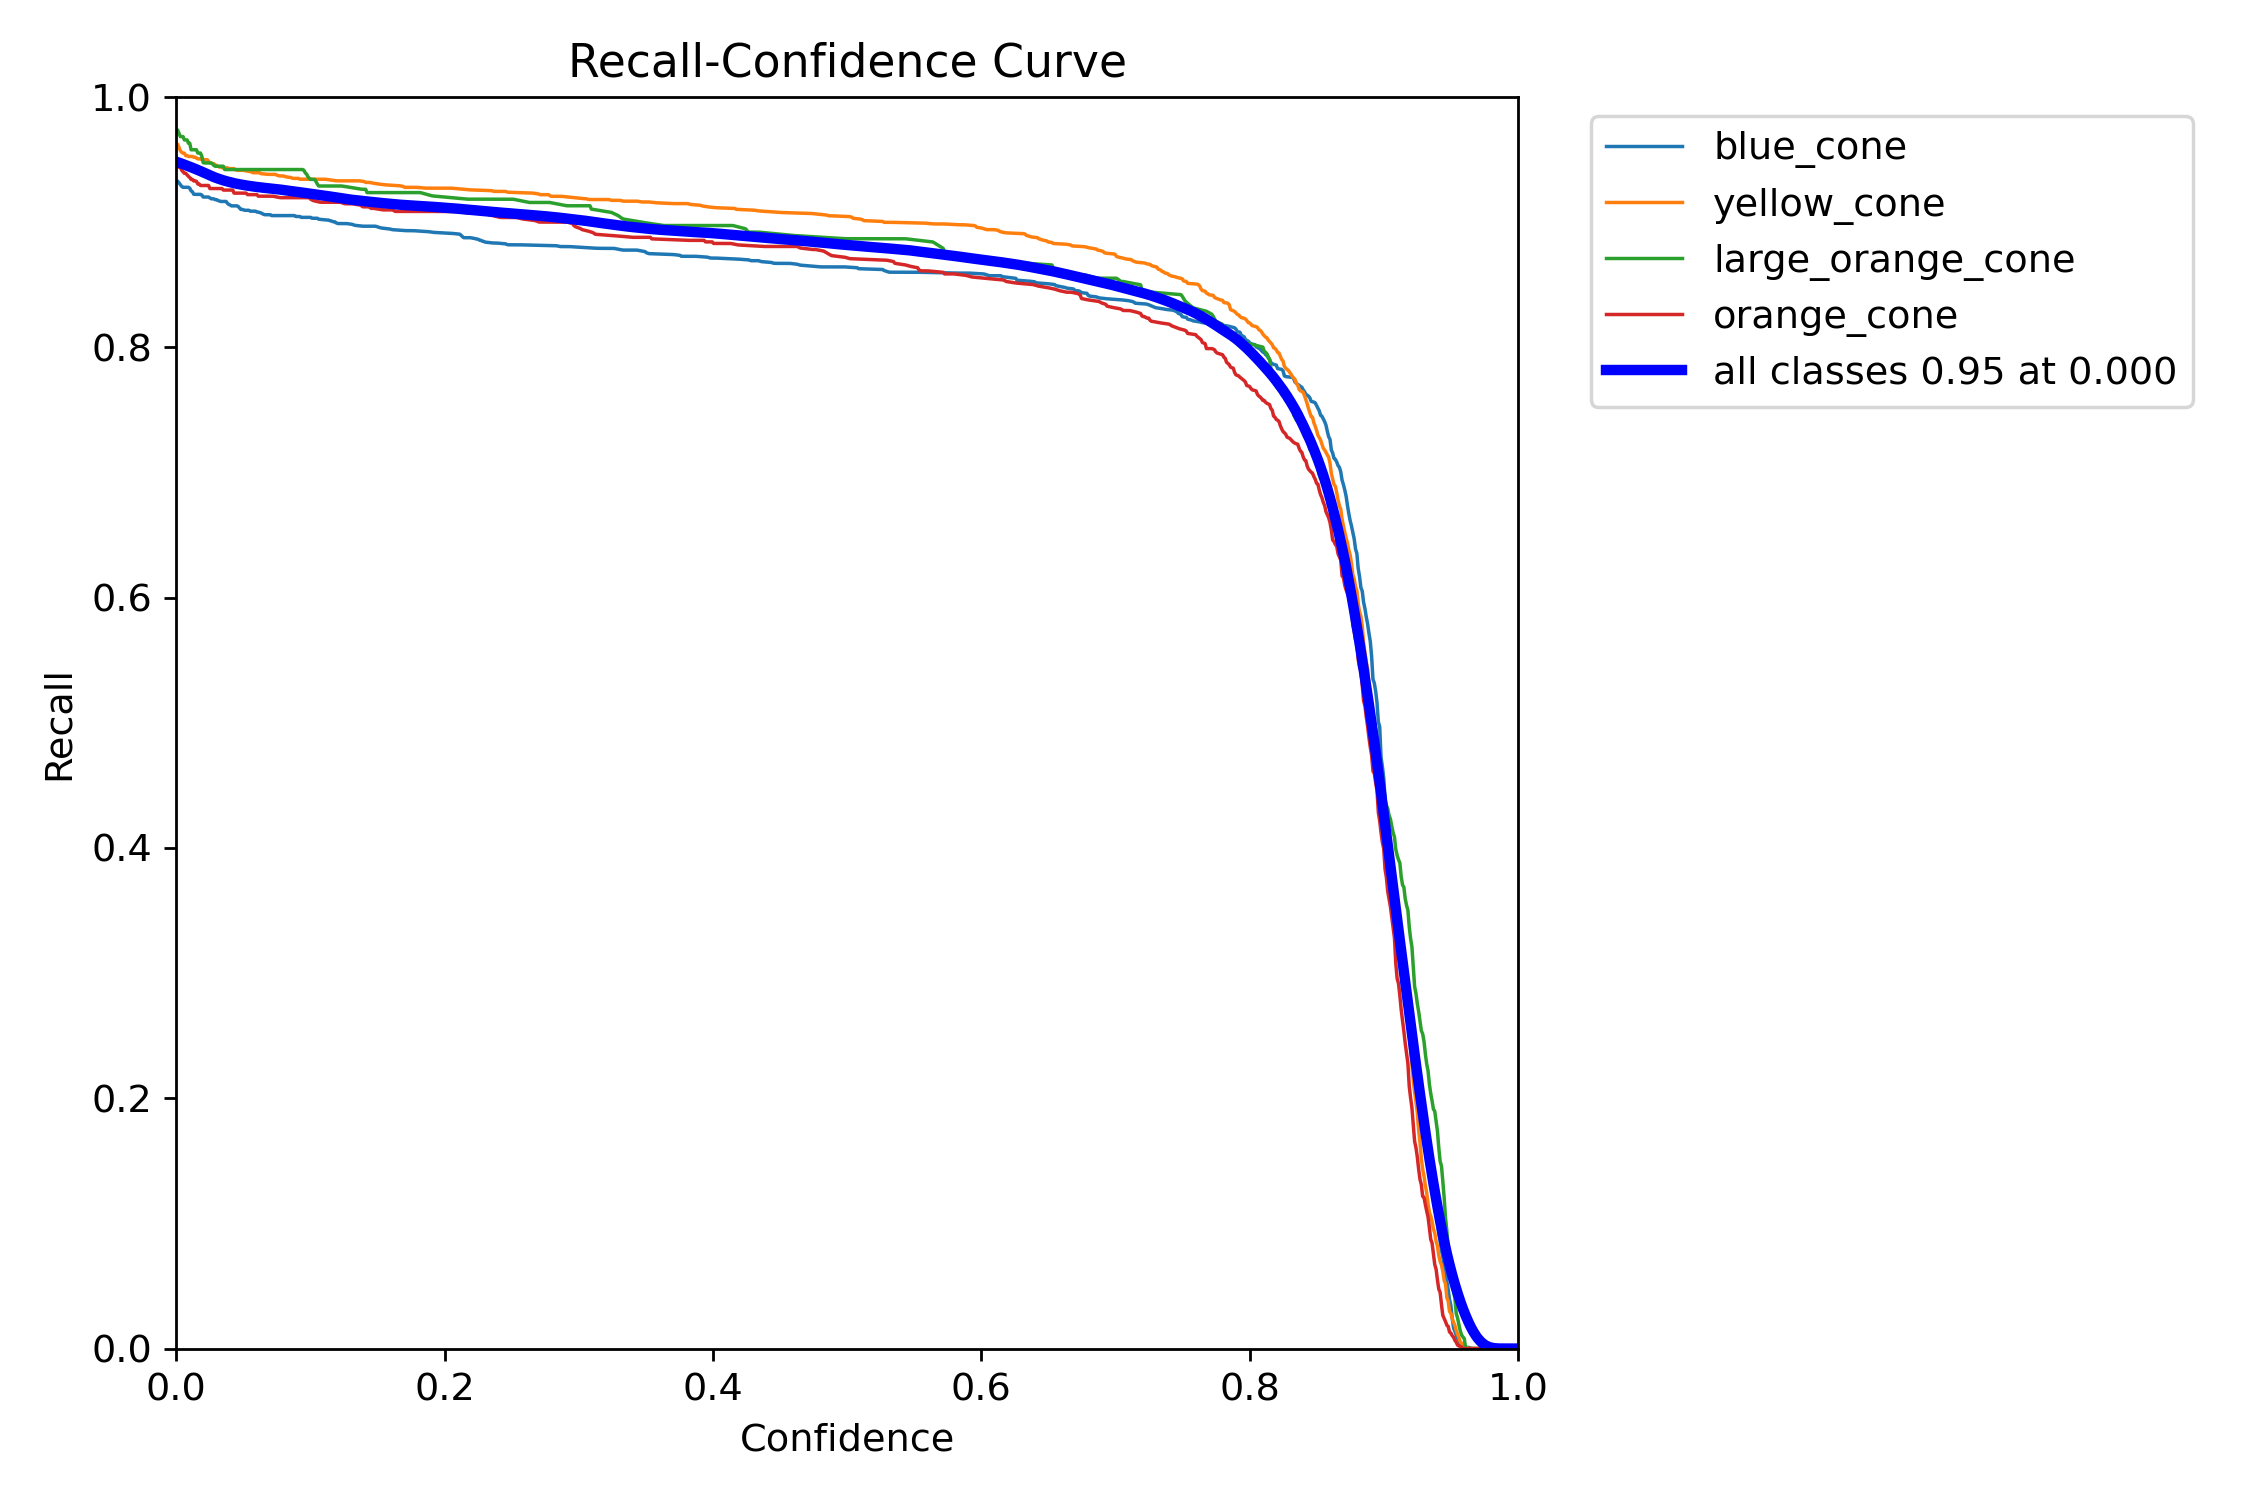 Recall-Confidence Curve
1.0
0.8
0.6
0.4
0.2
0.0
Recall
0.0 0.2 0.4 0.6 0.8 1.0
Confidence
blue_cone
yellow_cone
large_orange_cone
orange_cone
all classes 0.95 at 0.000